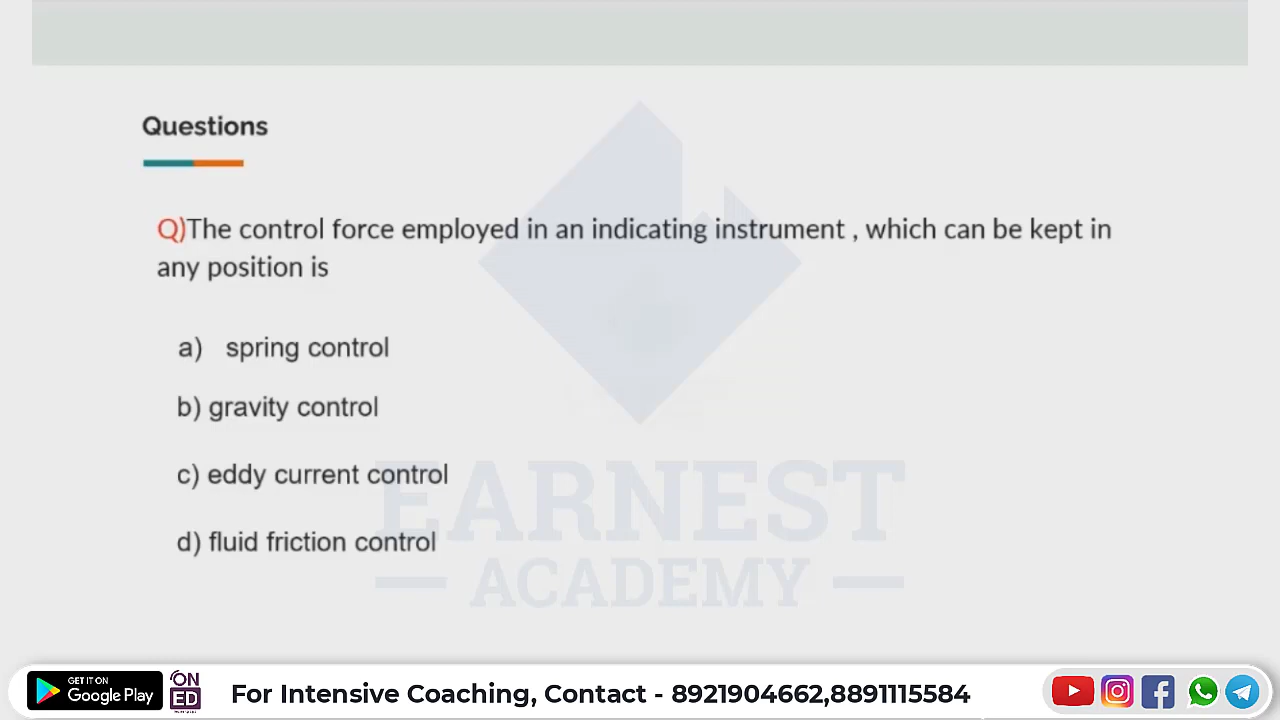 Questions
Q)The control force employed in an indicating instrument , which can be kept in
any position is
a) spring control
b) gravity control
c) eddy current control
d) fluid friction control
EARNEST
ACADEMY
GET IT ON
Google Play
ON
ED
For Intensive Coaching, Contact - 8921904662,8891115584